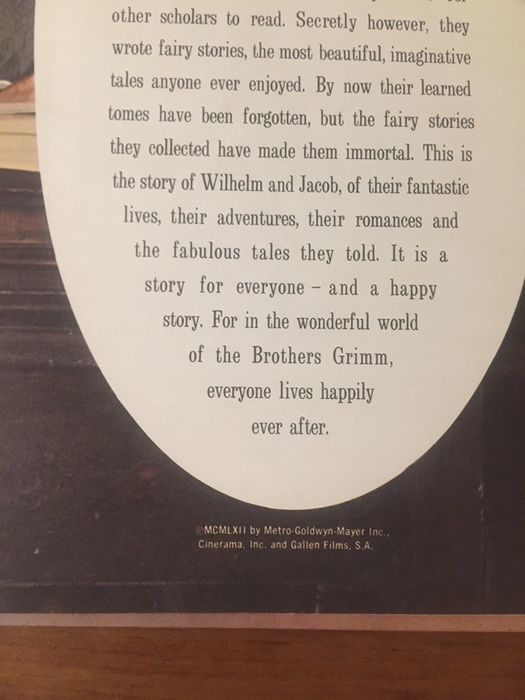 other scholars to read. Secretly however, they
wrote fairy stories, the most beautiful, imaginative
tales anyone ever enjoyed. By now their learned
tomes have been forgotten, but the fairy stories
they collected have made them immortal. This is
the story of Wilhelm and Jacob, of their fantastic
lives, their adventures, their romances and
the fabulous tales they told. It is a
story for everyone – and a happy
story. For in the wonderful world
of the Brothers Grimm,
everyone lives happily
ever after.
©MCMLXII by Metro-Goldwyn-Mayer Inc.,
Cinerama, Inc. and Gallen Films, S.A.